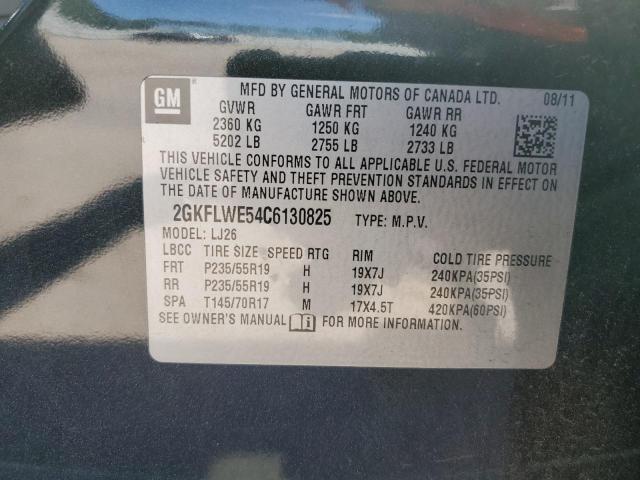 GM
MFD BY GENERAL MOTORS OF CANADA LTD. 08/11
GVWR GAWR FRT GAWR RR
2360 KG 1250 KG 1240 KG
5202 LB 2755 LB 2733 LB
THIS VEHICLE CONFORMS TO ALL APPLICABLE U.S. FEDERAL MOTOR
VEHICLE SAFETY AND THEFT PREVENTION STANDARDS IN EFFECT ON
THE DATE OF MANUFACTURE SHOWN ABOVE.
2GKFLWE54C6130825 TYPE: M.P.V.
MODEL: LJ26
LBCC TIRE SIZE SPEED RTG RIM COLD TIRE PRESSURE
FRT P235/55R19 H 19X7J 240KPA(35PSI)
RR P235/55R19 H 19X7J 240KPA(35PSI)
SPA T145/70R17 M 17X4.5T 420KPA(60PSI)
SEE OWNER'S MANUAL i FOR MORE INFORMATION.